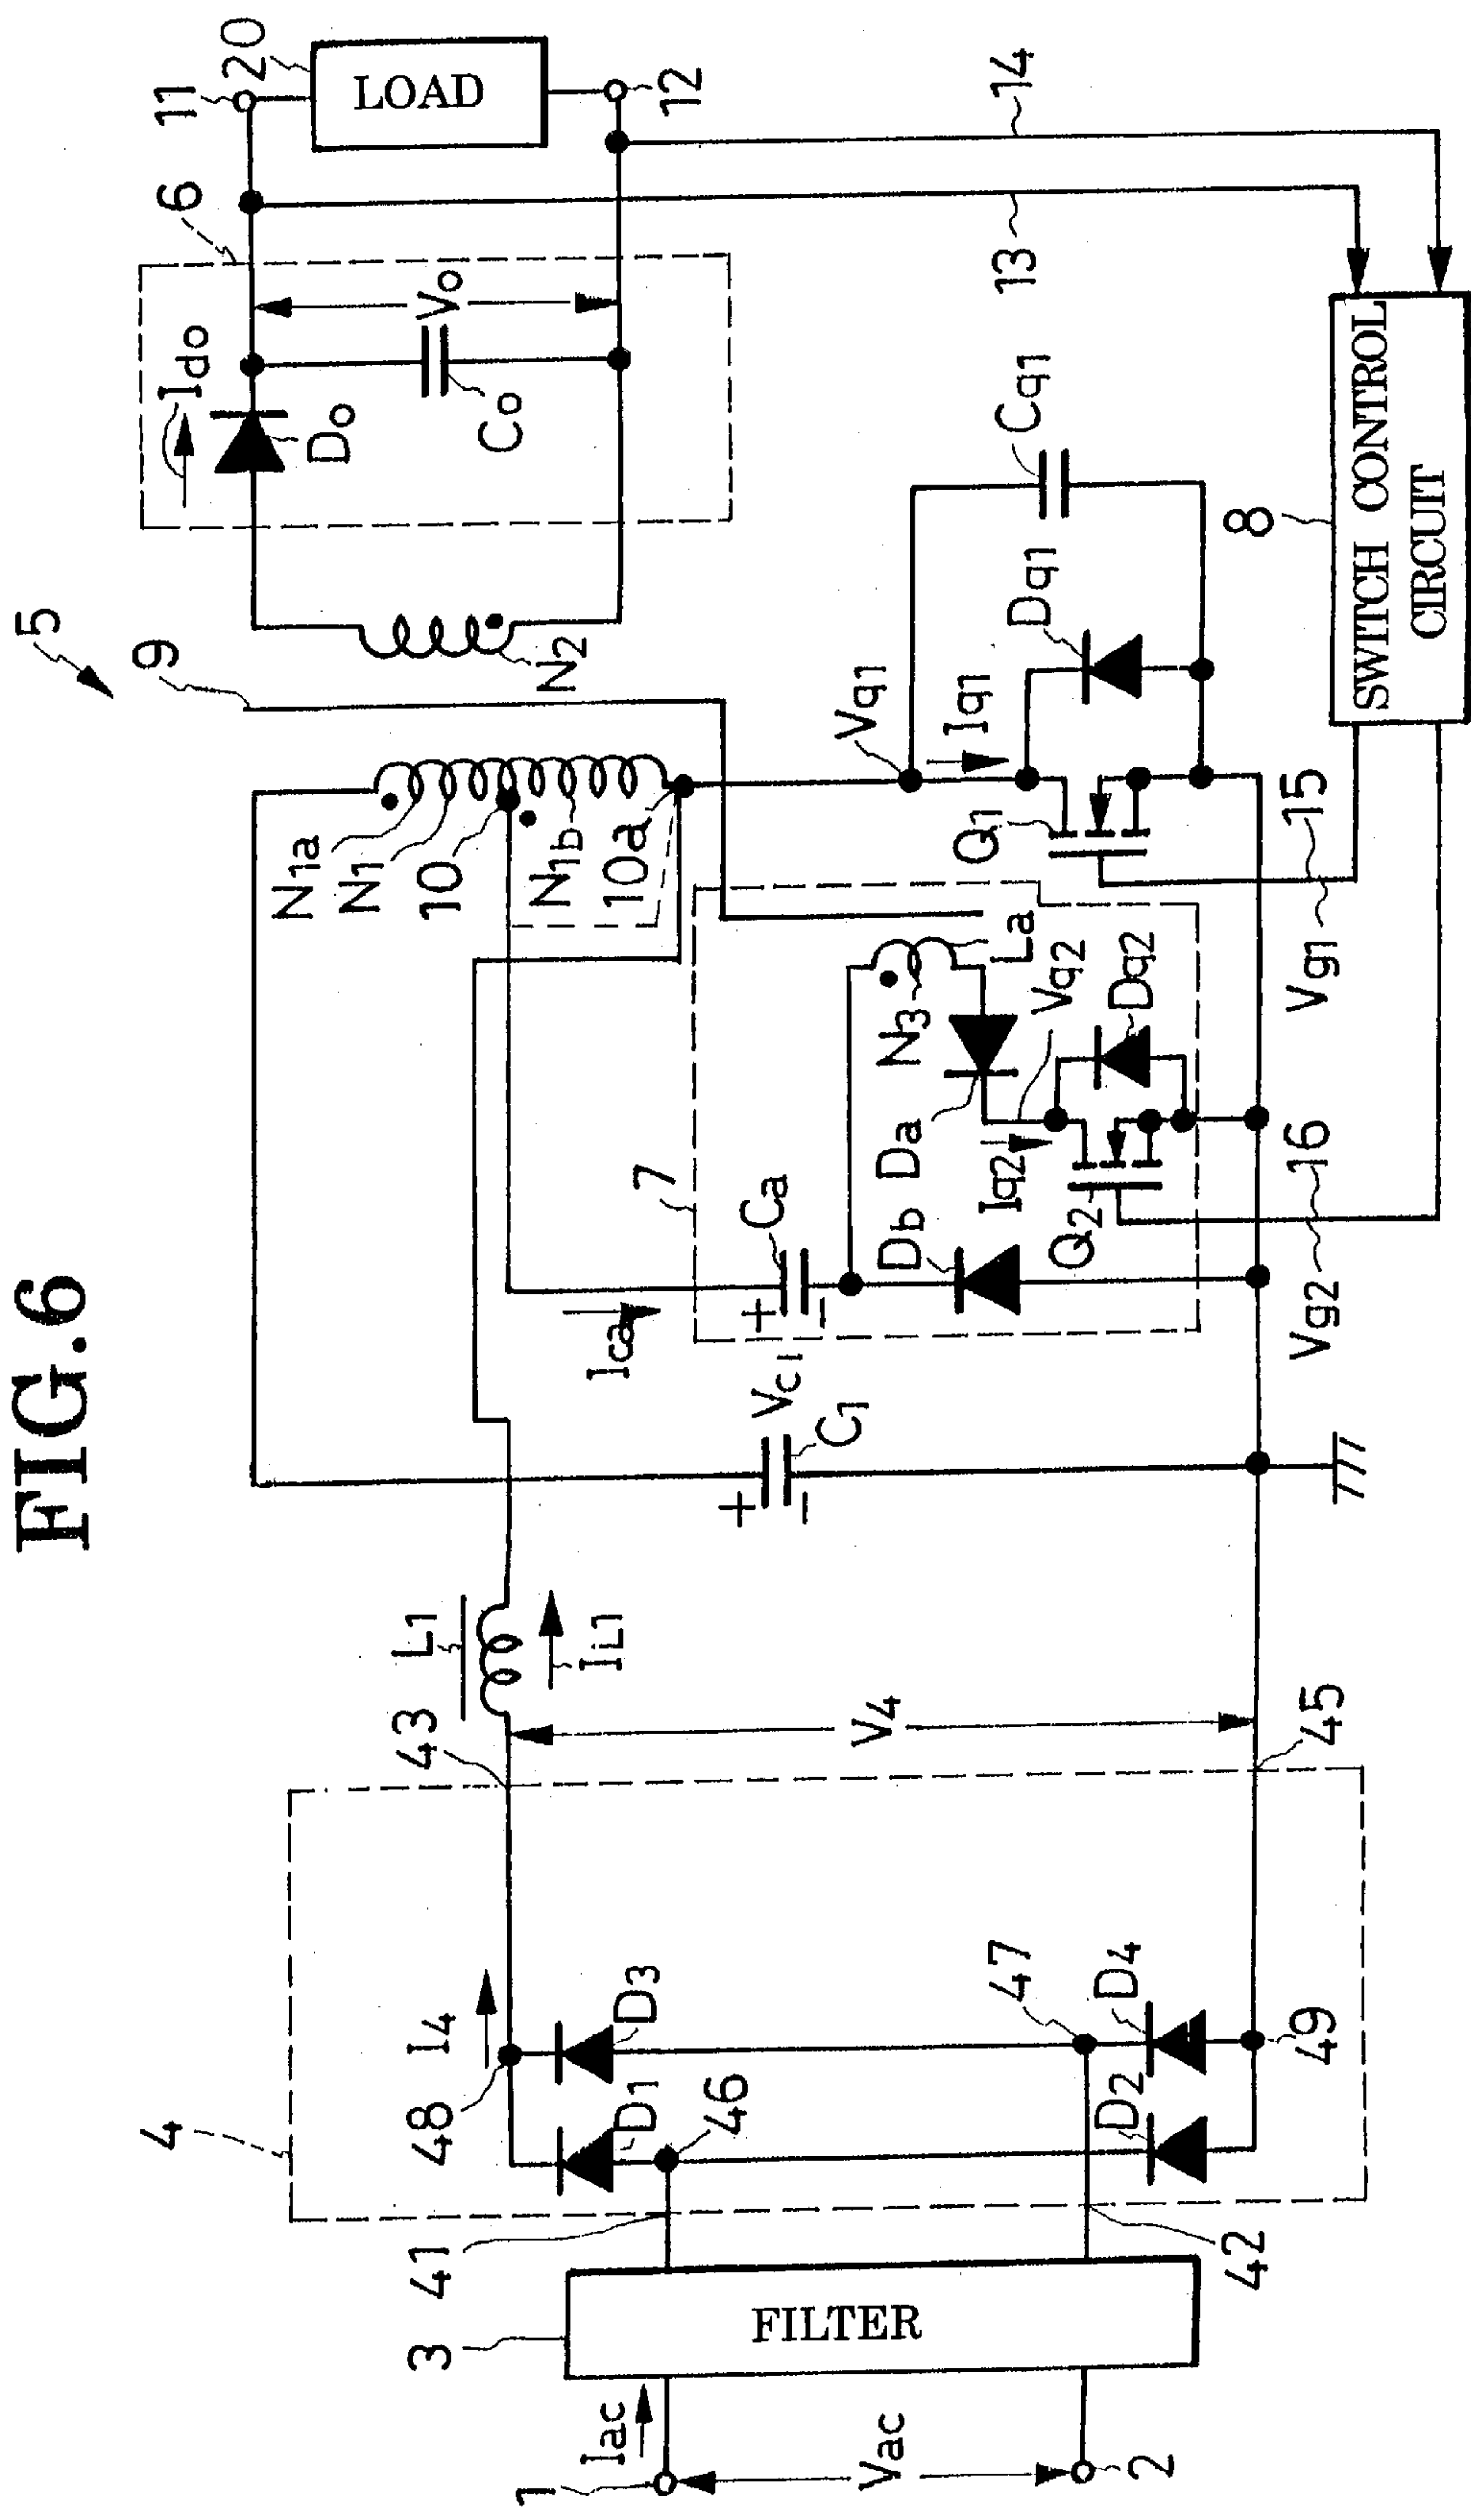 FIG.6
5
9
6
11
20
LOAD
12
Ido
Do
Vo
Co
N2
14
13
N1a
N1
10
N1b
10a
Vq1
Iq1
Dq1
Cq1
Q1
8
SWITCH CONTROL
CIRCUIT
15
Vg1
7
Ca
Ica
+
-
Db
Da
N3
La
Vq2
Dq2
Iq2
Q2
16
Vg2
Vc1
C1
+
-
L1
IL1
43
V4
45
4
I4
48
D3
D1
46
47
D4
D2
49
41
42
3
FILTER
Iac
1
Vac
2